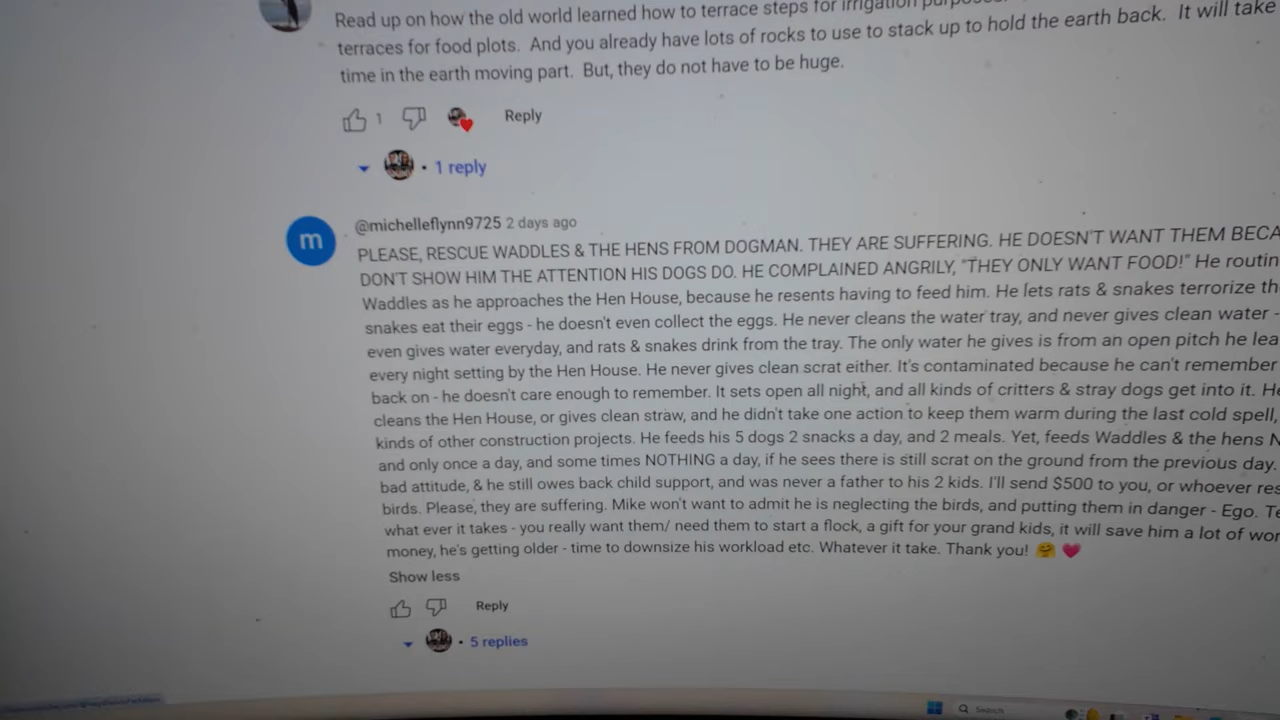 Read up on how the old world learned how to terrace steps for irrigation
terraces for food plots. And you already have lots of rocks to use to stack up to hold the earth back. It will take
time in the earth moving part. But, they do not have to be huge.
1 Reply
1 reply
m
@michelleflynn9725 2 days ago
PLEASE, RESCUE WADDLES & THE HENS FROM DOGMAN. THEY ARE SUFFERING. HE DOESN'T WANT THEM BECA
DON'T SHOW HIM THE ATTENTION HIS DOGS DO. HE COMPLAINED ANGRILY, "THEY ONLY WANT FOOD!" He routin
Waddles as he approaches the Hen House, because he resents having to feed him. He lets rats & snakes terrorize th
snakes eat their eggs - he doesn't even collect the eggs. He never cleans the water tray, and never gives clean water -
even gives water everyday, and rats & snakes drink from the tray. The only water he gives is from an open pitch he lea
every night setting by the Hen House. He never gives clean scrat either. It's contaminated because he can't remember
back on - he doesn't care enough to remember. It sets open all night, and all kinds of critters & stray dogs get into it. He
cleans the Hen House, or gives clean straw, and he didn't take one action to keep them warm during the last cold spell,
kinds of other construction projects. He feeds his 5 dogs 2 snacks a day, and 2 meals. Yet, feeds Waddles & the hens N
and only once a day, and some times NOTHING a day, if he sees there is still scrat on the ground from the previous day.
bad attitude, & he still owes back child support, and was never a father to his 2 kids. I'll send $500 to you, or whoever res
birds. Please, they are suffering. Mike won't want to admit he is neglecting the birds, and putting them in danger - Ego. Te
what ever it takes - you really want them/ need them to start a flock, a gift for your grand kids, it will save him a lot of wor
money, he's getting older - time to downsize his workload etc. Whatever it take. Thank you! 🤗 💗
Show less
Reply
5 replies
Search